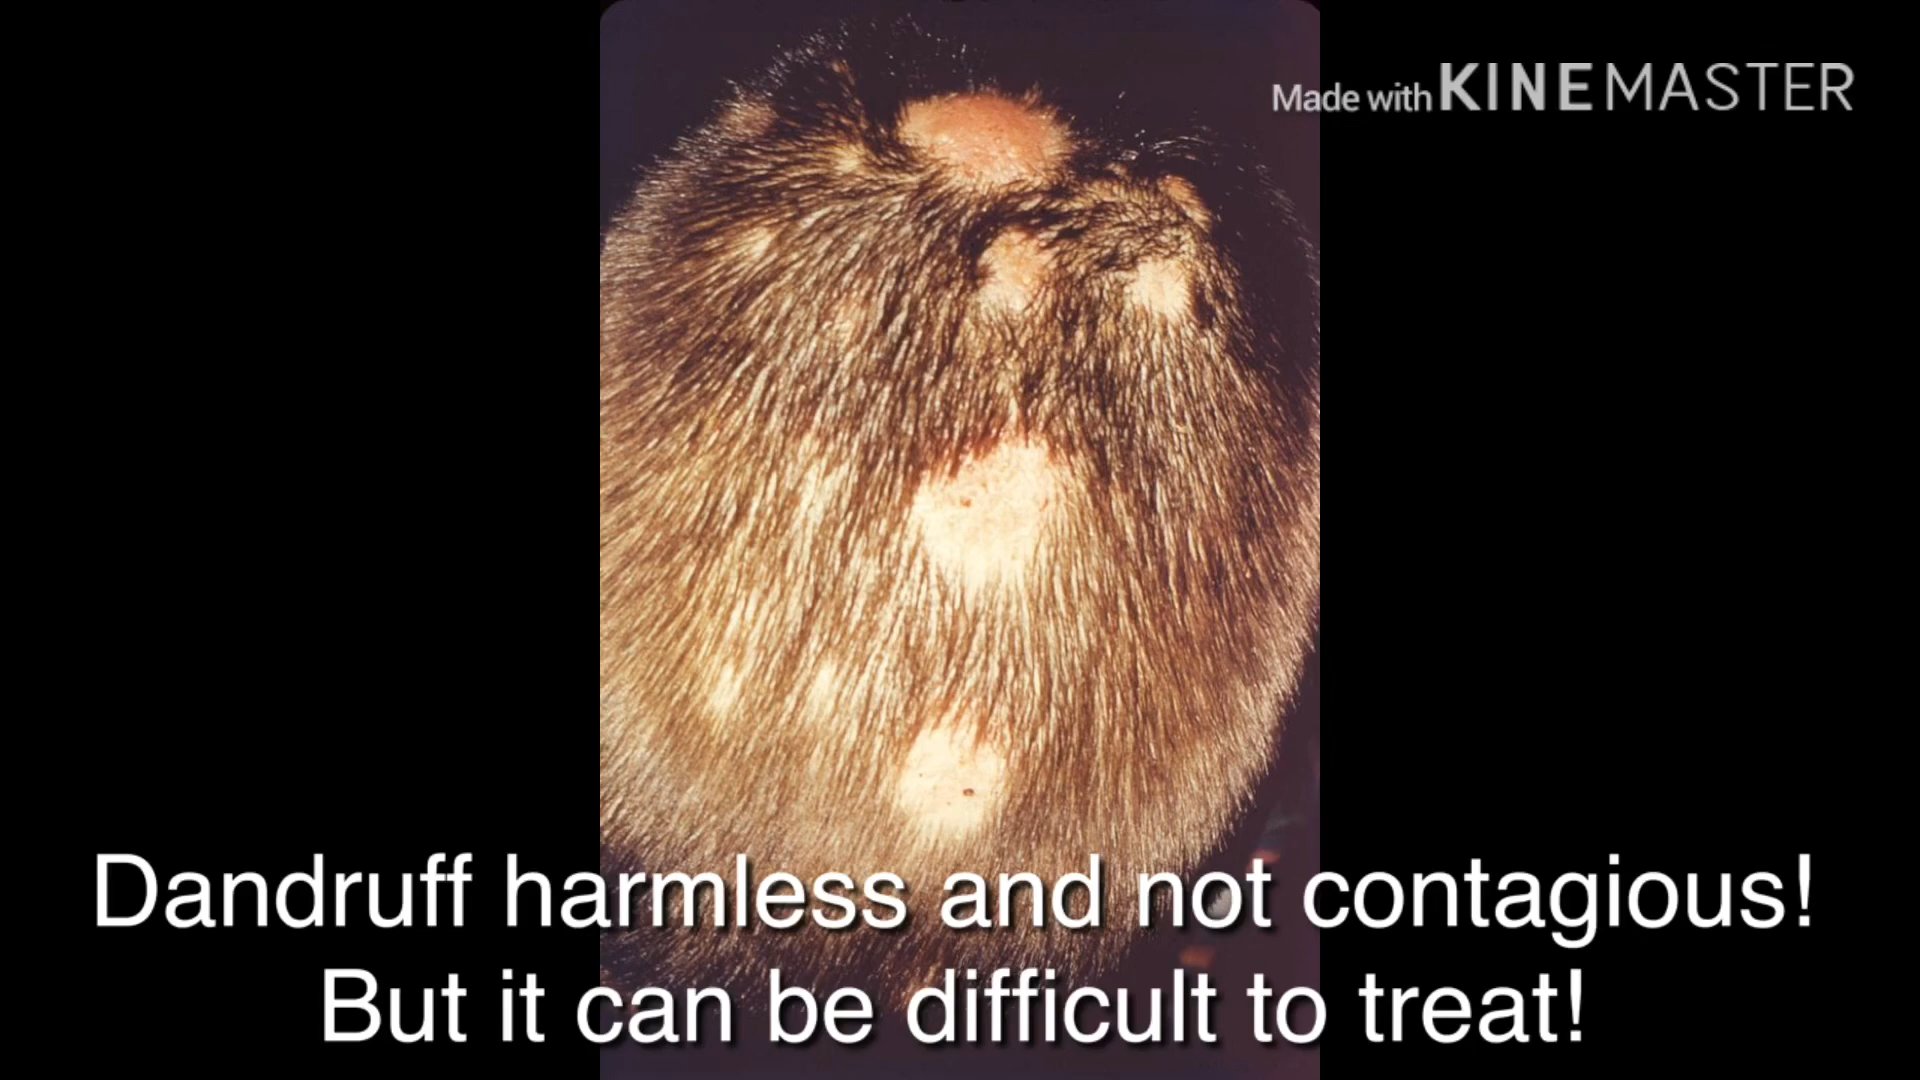 Made with KINEMASTER
Dandruff harmless and not contagious!
But it can be difficult to treat!